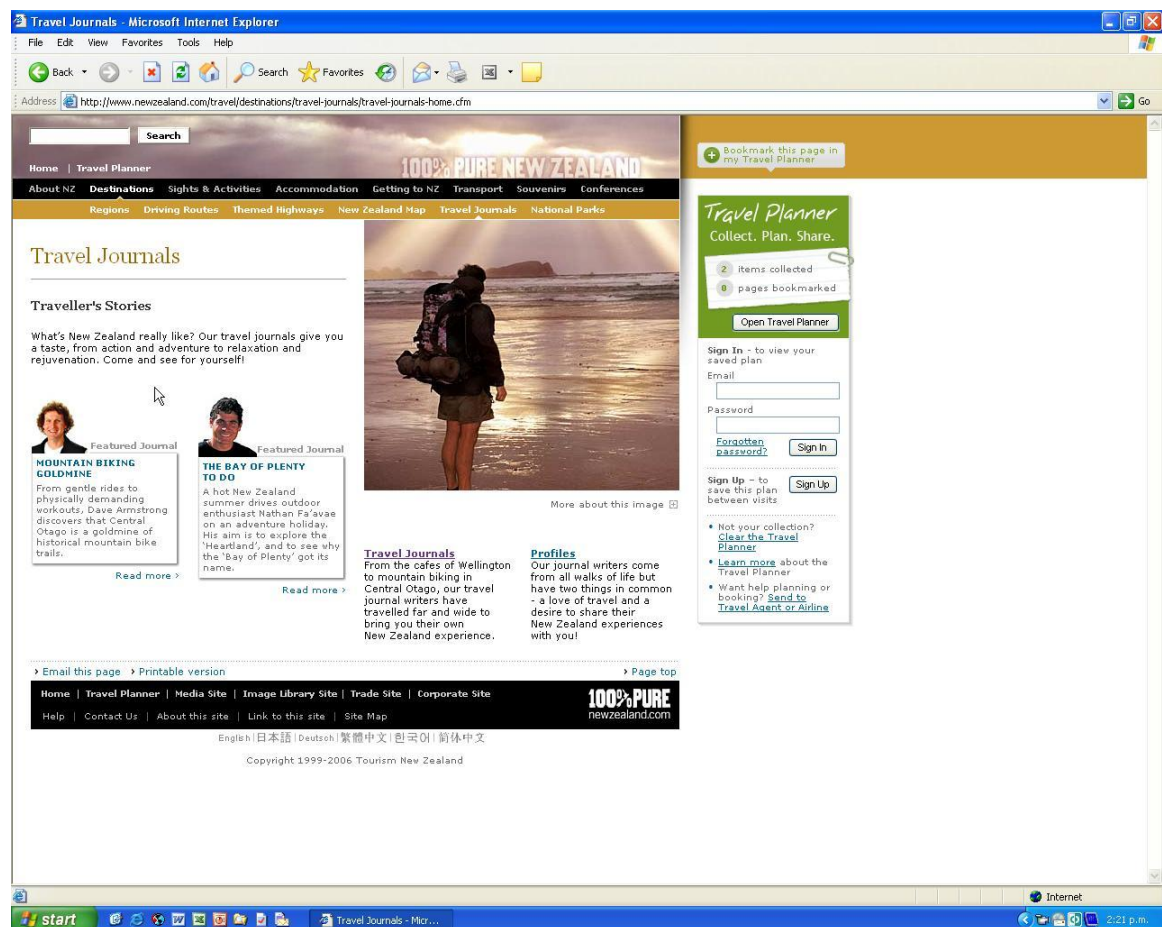 Travel Journals - Microsoft Internet Explorer
File Edit View Favorites Tools Help
Back Search Favorites
Address http://www.newzealand.com/travel/destinations/travel-journals/travel-journals-home.cfm Go
Search
Home | Travel Planner
100% PURE NEW ZEALAND
About NZ Destinations Sights & Activities Accommodation Getting to NZ Transport Souvenirs Conferences
Regions Driving Routes Themed Highways New Zealand Map Travel Journals National Parks
Travel Journals
Traveller's Stories
What's New Zealand really like? Our travel journals give you
a taste, from action and adventure to relaxation and
rejuvenation. Come and see for yourself!
Featured Journal
MOUNTAIN BIKING
GOLDMINE
From gentle rides to
physically demanding
workouts, Dave Armstrong
discovers that Central
Otago is a goldmine of
historical mountain bike
trails.
Read more ›
Featured Journal
THE BAY OF PLENTY
TO DO
A hot New Zealand
summer drives outdoor
enthusiast Nathan Fa'avae
on an adventure holiday.
His aim is to explore the
'Heartland', and to see why
the 'Bay of Plenty' got its
name.
Read more ›
More about this image
Travel Journals
From the cafes of Wellington
to mountain biking in
Central Otago, our travel
journal writers have
travelled far and wide to
bring you their own
New Zealand experience.
Profiles
Our journal writers come
from all walks of life but
have two things in common
- a love of travel and a
desire to share their
New Zealand experiences
with you!
Bookmark this page in
my Travel Planner
Travel Planner
Collect. Plan. Share.
2 items collected
0 pages bookmarked
Open Travel Planner
Sign In - to view your
saved plan
Email
Password
Forgotten
password? Sign In
Sign Up – to
save this plan
between visits
Sign Up
• Not your collection?
Clear the Travel
Planner
• Learn more about the
Travel Planner
• Want help planning or
booking? Send to
Travel Agent or Airline
› Email this page › Printable version › Page top
Home | Travel Planner | Media Site | Image Library Site | Trade Site | Corporate Site
Help | Contact Us | About this site | Link to this site | Site Map
100% PURE
newzealand.com
English | 日本語 | Deutsch | 繁體中文 | 한국어 | 简体中文
Copyright 1999-2006 Tourism New Zealand
Internet
start Travel Journals - Micr... 2:21 p.m.